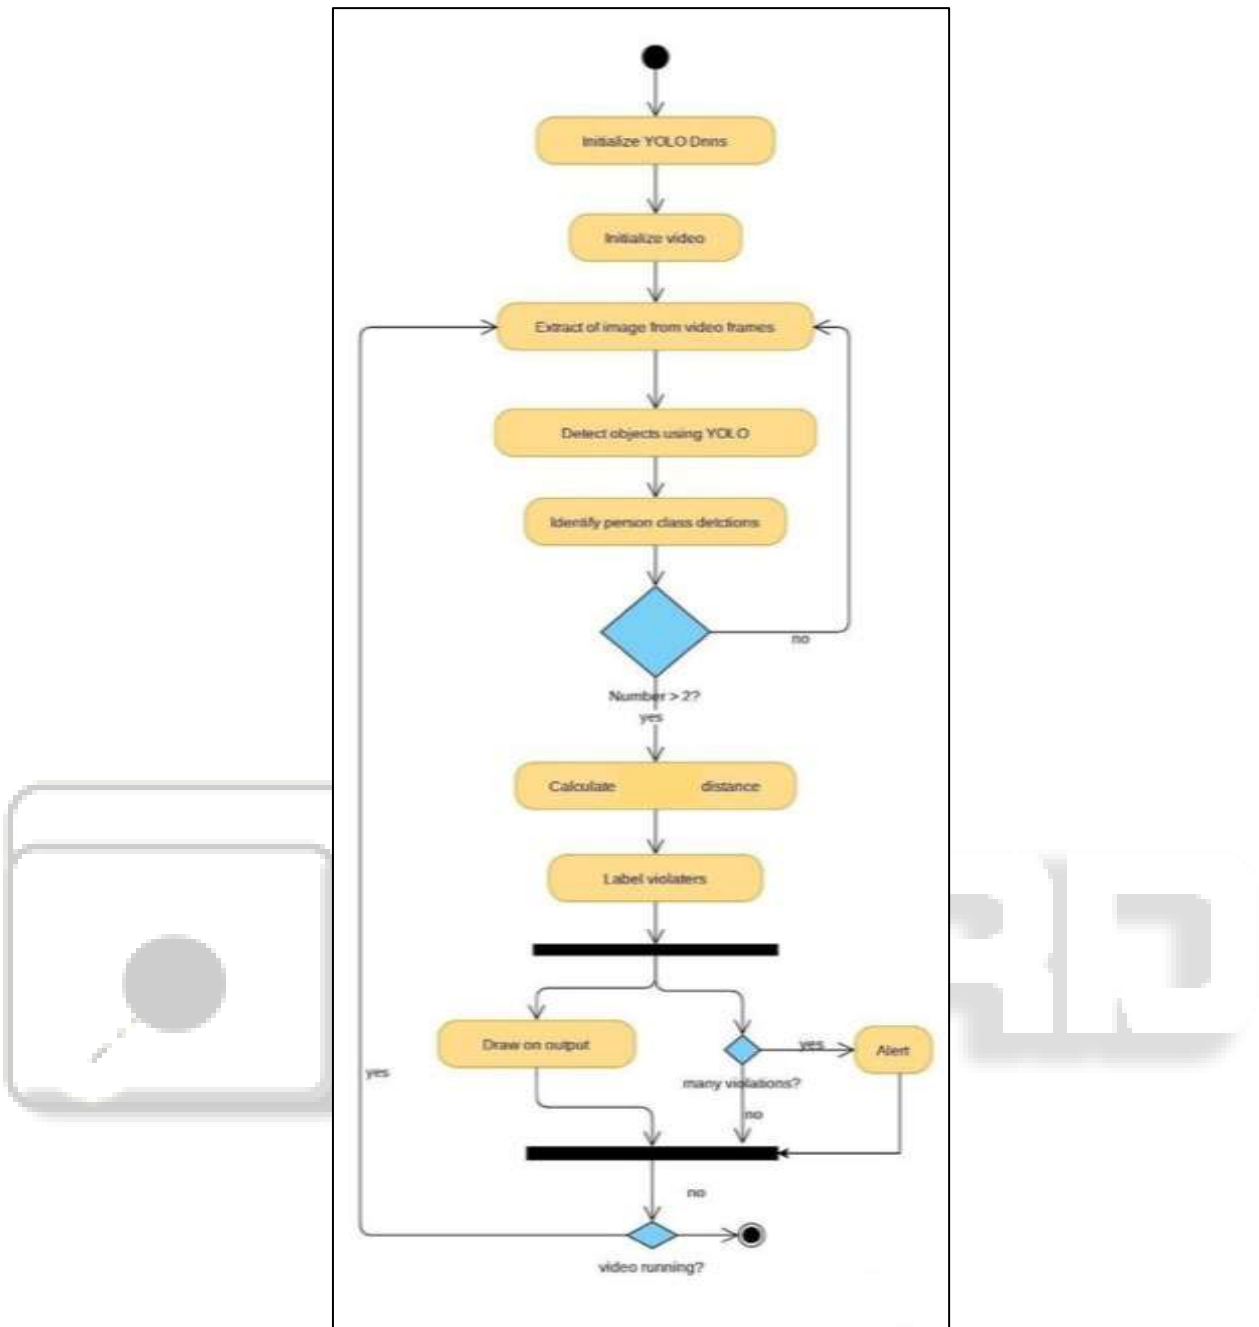 Initialize YOLO Dnns
Initialize video
Extract of image from video frames
Detect objects using YOLO
Identify person class detctions
no
Number > 2?
yes
Calculate distance
Label violaters
Draw on output
yes
Alert
yes
many violations?
no
no
video running?